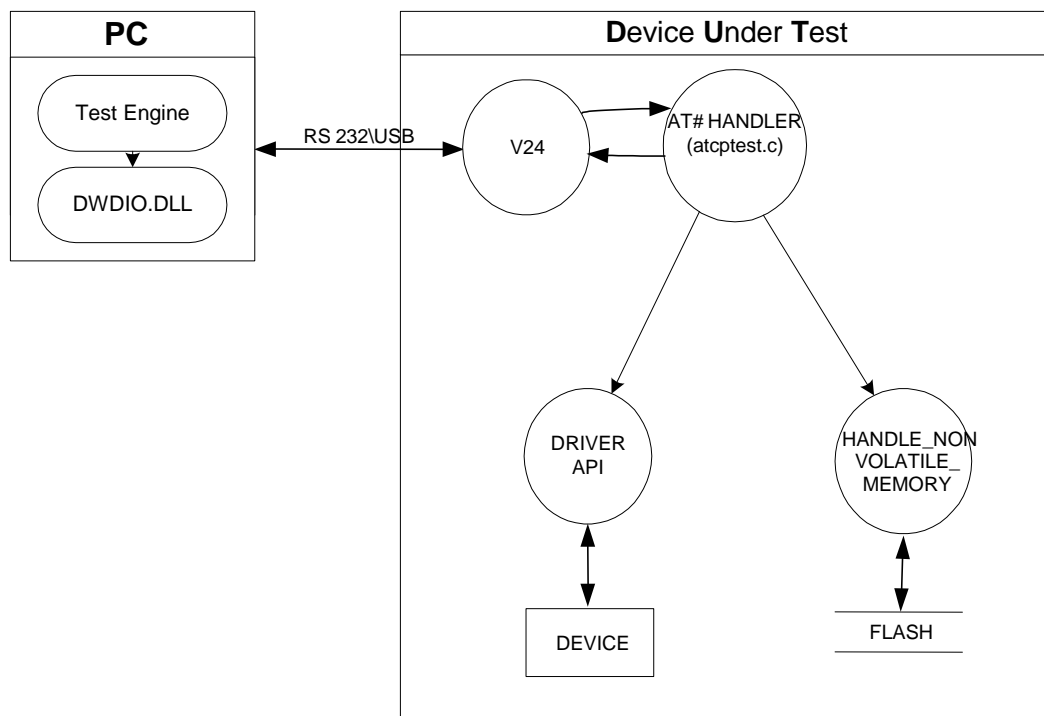 PC
Device Under Test
Test Engine
DWDIO.DLL
RS 232\USB
V24
AT# HANDLER
(atcptest.c)
DRIVER
API
HANDLE_NON
VOLATILE_
MEMORY
DEVICE
FLASH